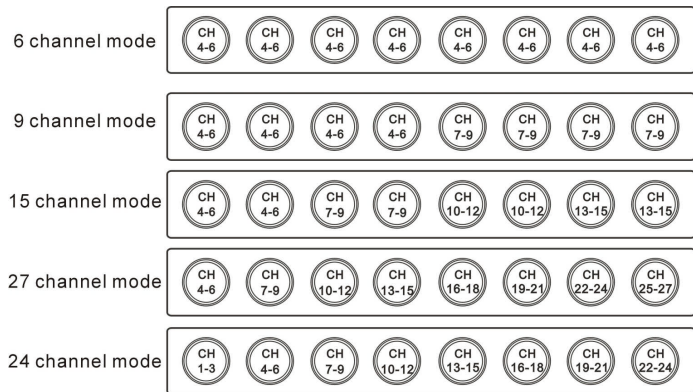 6 channel mode CH 4-6 CH 4-6 CH 4-6 CH 4-6 CH 4-6 CH 4-6 CH 4-6 CH 4-6
9 channel mode CH 4-6 CH 4-6 CH 4-6 CH 4-6 CH 7-9 CH 7-9 CH 7-9 CH 7-9
15 channel mode CH 4-6 CH 4-6 CH 7-9 CH 7-9 CH 10-12 CH 10-12 CH 13-15 CH 13-15
27 channel mode CH 4-6 CH 7-9 CH 10-12 CH 13-15 CH 16-18 CH 19-21 CH 22-24 CH 25-27
24 channel mode CH 1-3 CH 4-6 CH 7-9 CH 10-12 CH 13-15 CH 16-18 CH 19-21 CH 22-24